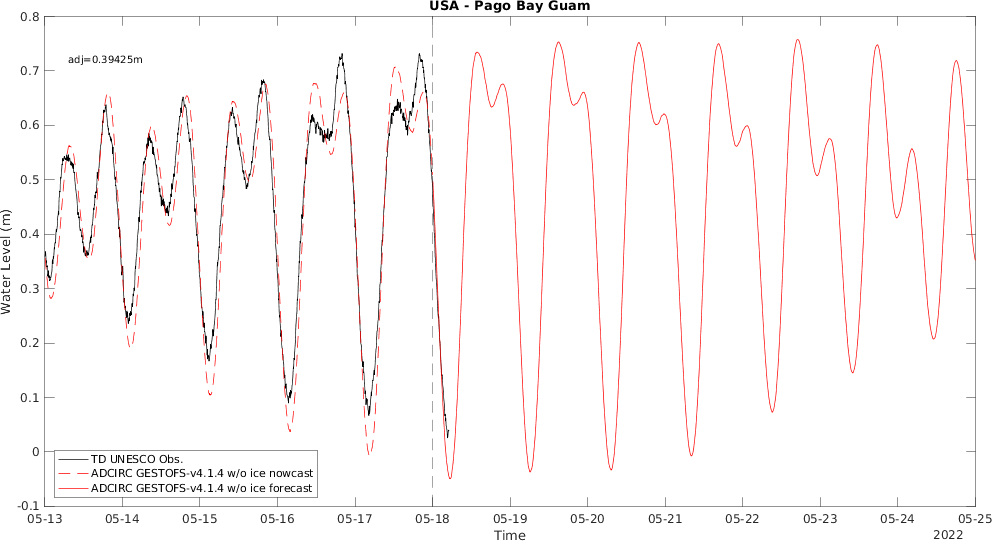 USA - Pago Bay Guam
adj=0.39425m
Water Level (m)
0.8
0.7
0.6
0.5
0.4
0.3
0.2
0.1
0
-0.1
TD UNESCO Obs.
ADCIRC GESTOFS-v4.1.4 w/o ice nowcast
ADCIRC GESTOFS-v4.1.4 w/o ice forecast
05-13 05-14 05-15 05-16 05-17 05-18 05-19 05-20 05-21 05-22 05-23 05-24 05-25
Time
2022